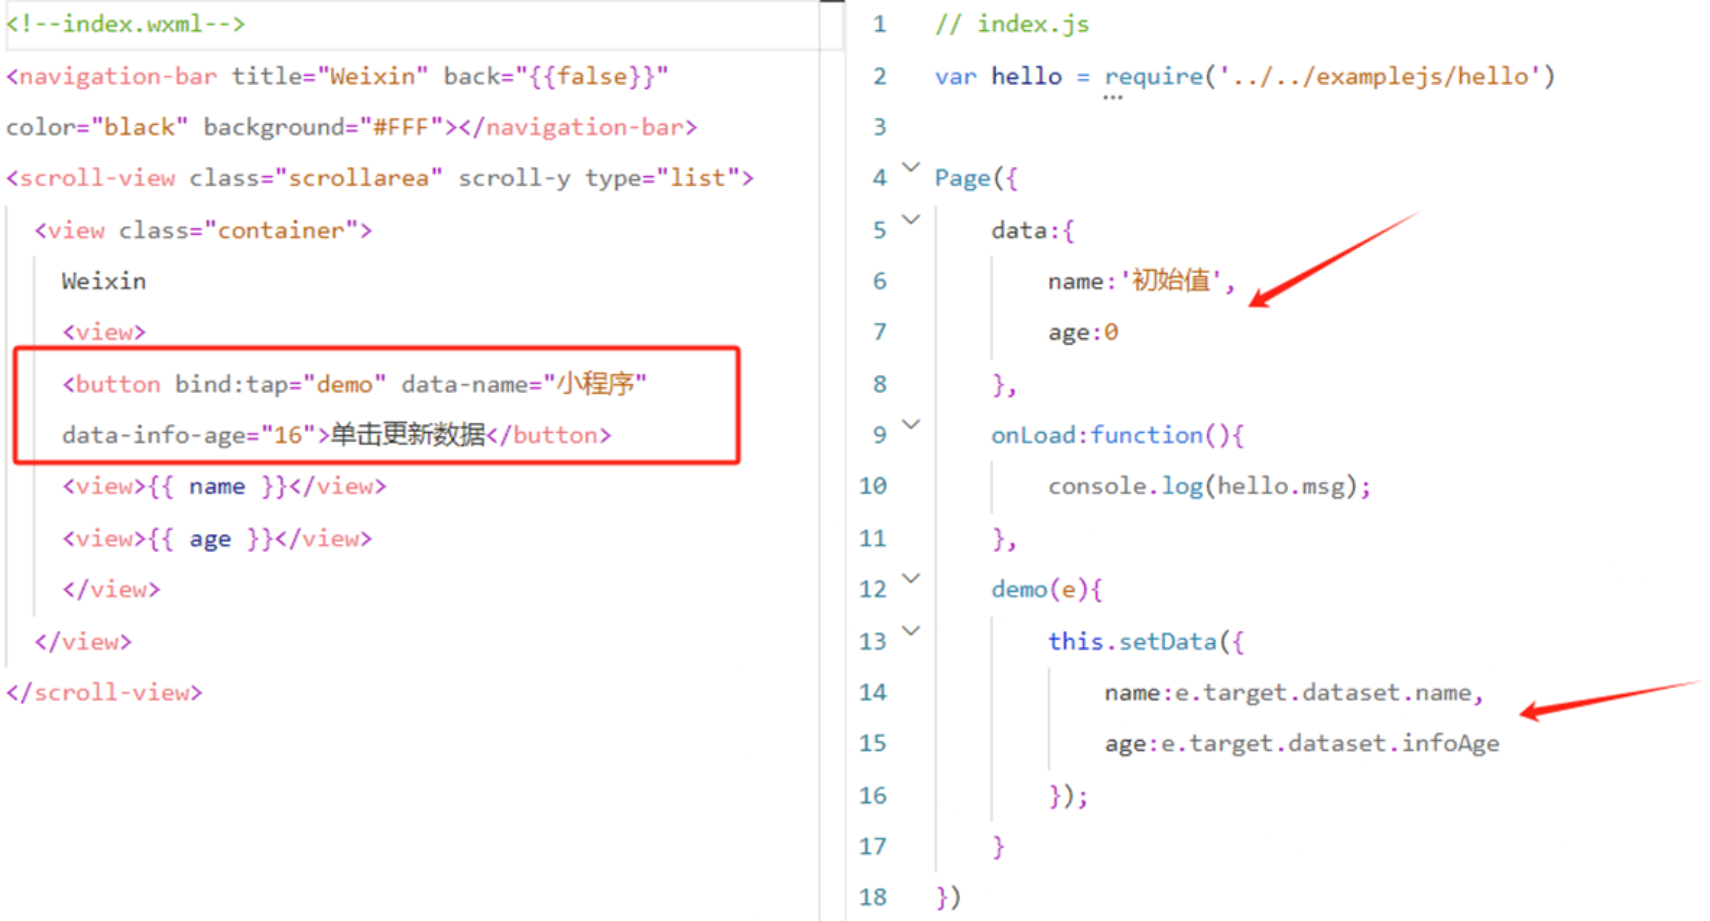 <!--index.wxml-->
<navigation-bar title="Weixin" back="{{false}}"
color="black" background="#FFF"></navigation-bar>
<scroll-view class="scrollarea" scroll-y type="list">
<view class="container">
Weixin
<view>
<button bind:tap="demo" data-name="小程序"
data-info-age="16">单击更新数据</button>
<view>{{ name }}</view>
<view>{{ age }}</view>
</view>
</view>
</scroll-view>
1 // index.js
2 var hello = require('../../examplejs/hello')
3
4 Page({
5 data:{
6 name:'初始值',
7 age:0
8 },
9 onLoad:function(){
10 console.log(hello.msg);
11 },
12 demo(e){
13 this.setData({
14 name:e.target.dataset.name,
15 age:e.target.dataset.infoAge
16 });
17 }
18 })